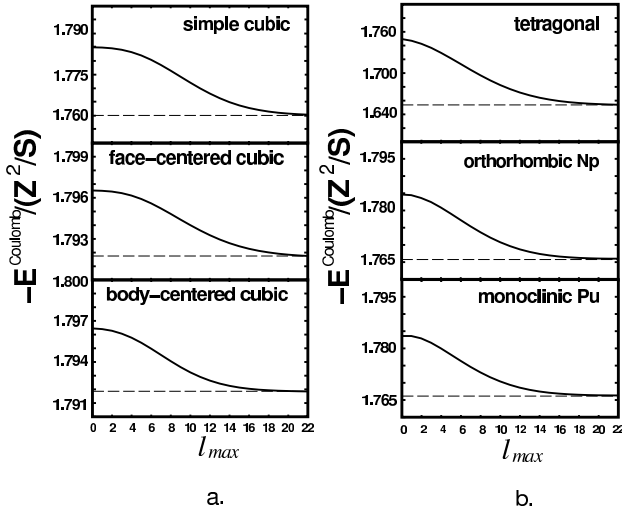 −E^Coulomb/(Z²/S)
simple cubic
1.790
1.775
1.760
face−centered cubic
1.799
1.796
1.793
1.800
body−centered cubic
1.797
1.794
1.791
0 2 4 6 8 10 12 14 16 18 20 22
l max
a.
−E^Coulomb/(Z²/S)
tetragonal
1.760
1.700
1.640
orthorhombic Np
1.795
1.780
1.765
monoclinic Pu
1.795
1.780
1.765
0 2 4 6 8 10 12 14 16 18 20 22
l max
b.